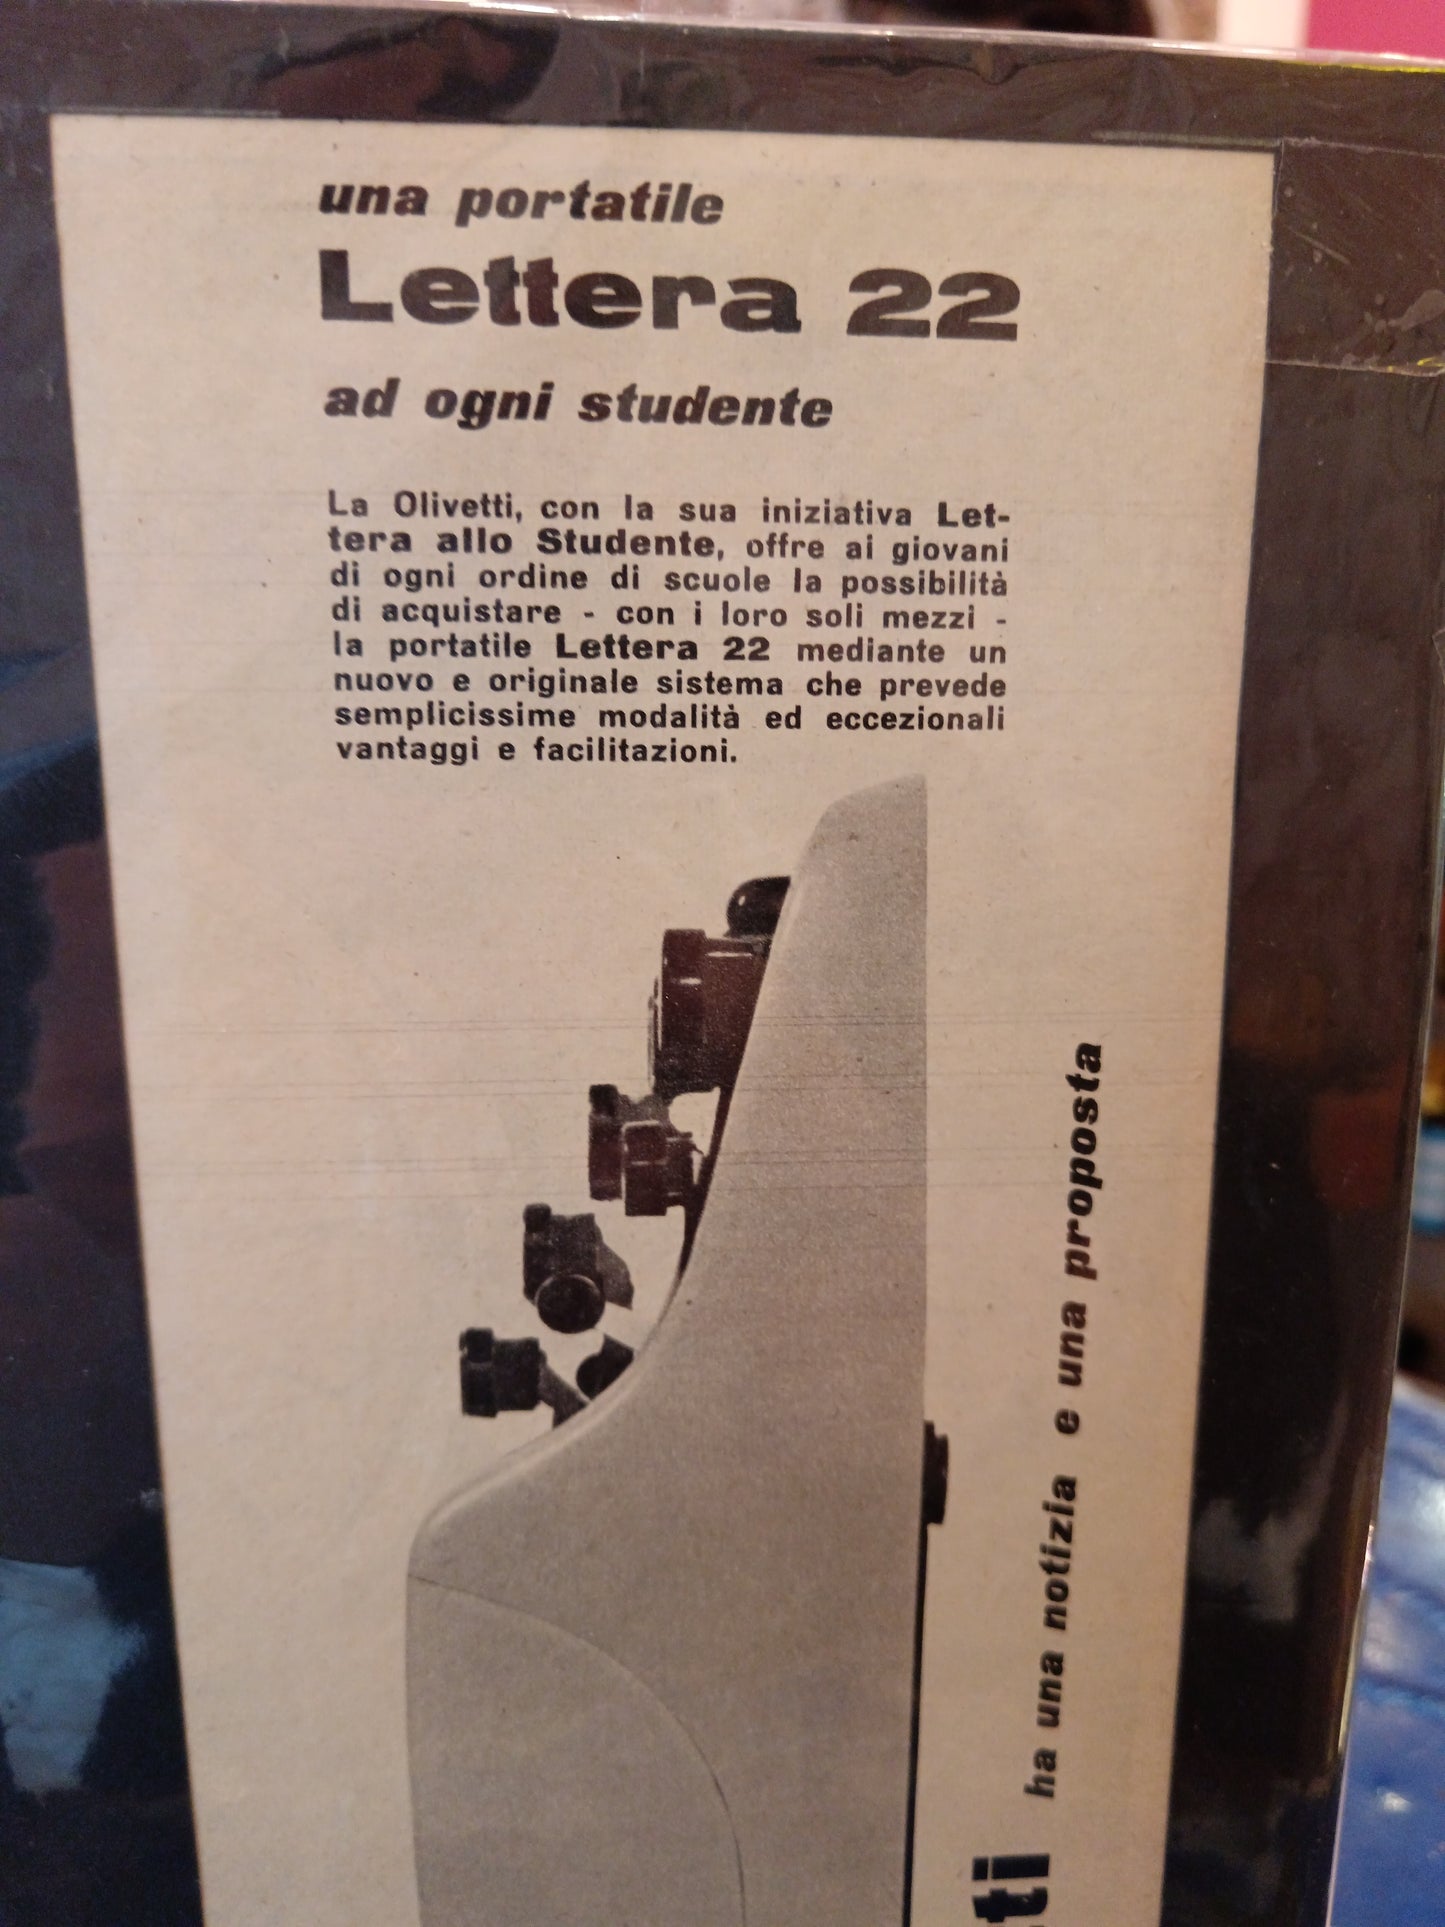 una portatile
Lettera 22
ad ogni studente
La Olivetti, con la sua iniziativa Let-
tera allo Studente, offre ai giovani
di ogni ordine di scuole la possibilità
di acquistare - con i loro soli mezzi -
la portatile Lettera 22 mediante un
nuovo e originale sistema che prevede
semplicissime modalità ed eccezionali
vantaggi e facilitazioni.
ti ha una notizia e una proposta